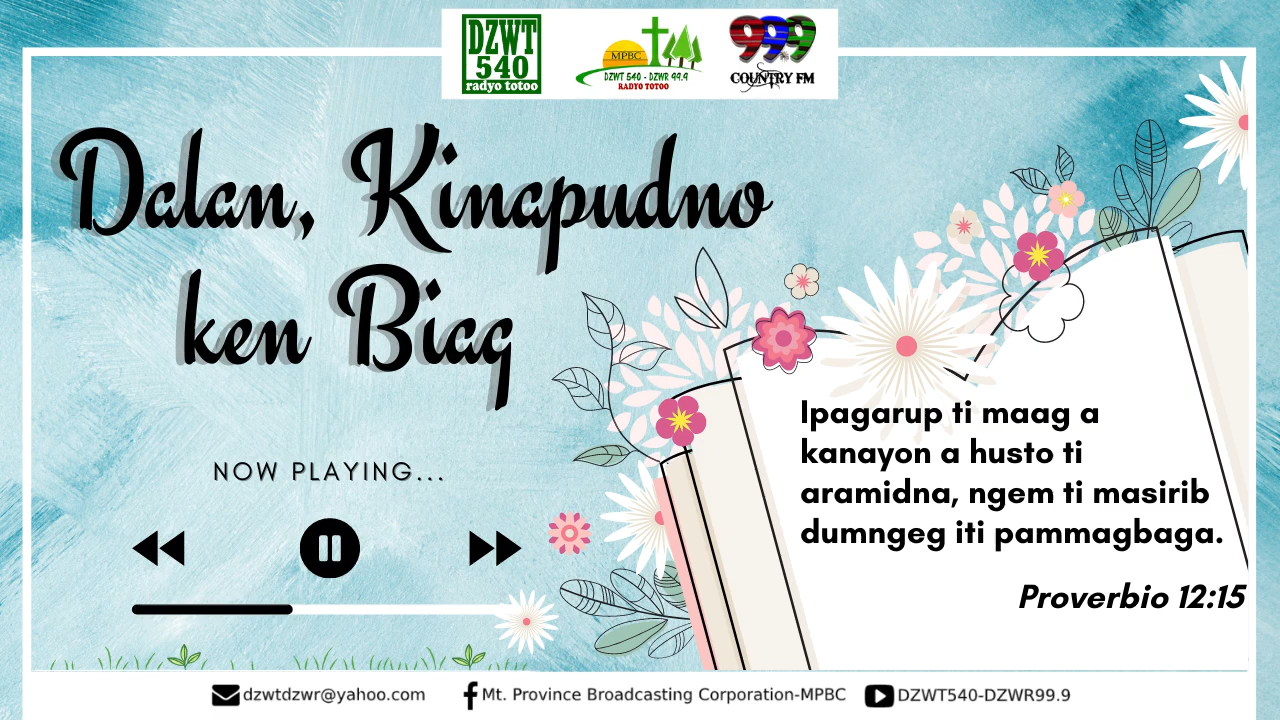 DZWT
540
radyo totoo
MPBC
DZWT 540 - DZWR 99.9
RADYO TOTOO
99.9
COUNTRY FM
Dalan, Kinapudno
ken Biag
NOW PLAYING...
Ipagarup ti maag a
kanayon a husto ti
aramidna, ngem ti masirib
dumngeg iti pammagbaga.
Proverbio 12:15
dzwtdzwr@yahoo.com
Mt. Province Broadcasting Corporation-MPBC
DZWT540-DZWR99.9